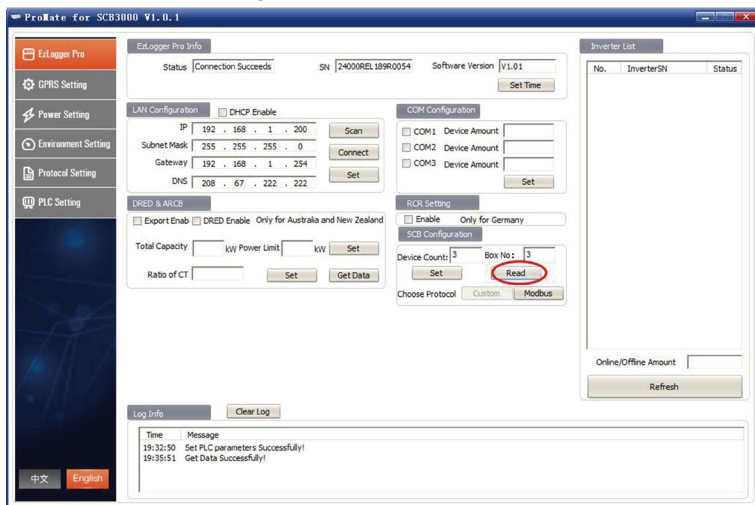 ProMate for SCB3000 V1.0.1
EzLogger Pro
GPRS Setting
Power Setting
Environment Setting
Protocol Setting
PLC Setting
中文 English
EzLogger Pro Info
Status Connection Succeeds SN 24000REL189R0054 Software Version V1.01
Set Time
LAN Configuration DHCP Enable
IP 192 . 168 . 1 . 200 Scan
Subnet Mask 255 . 255 . 255 . 0 Connect
Gateway 192 . 168 . 1 . 254
DNS 208 . 67 . 222 . 222 Set
COM Configuration
COM1 Device Amount
COM2 Device Amount
COM3 Device Amount
Set
DRED & ARCB
Export Enab DRED Enable Only for Australia and New Zealand
Total Capacity kW Power Limit kW Set
Ratio of CT Set Get Data
RCR Setting
Enable Only for Germany
SCB Configuration
Device Count: 3 Box No: 3
Set Read
Choose Protocol Custom Modbus
Inverter List
No. InverterSN Status
Online/Offline Amount
Refresh
Log Info Clear Log
Time Message
19:32:50 Set PLC parameters Successfully!
19:35:51 Get Data Successfully!